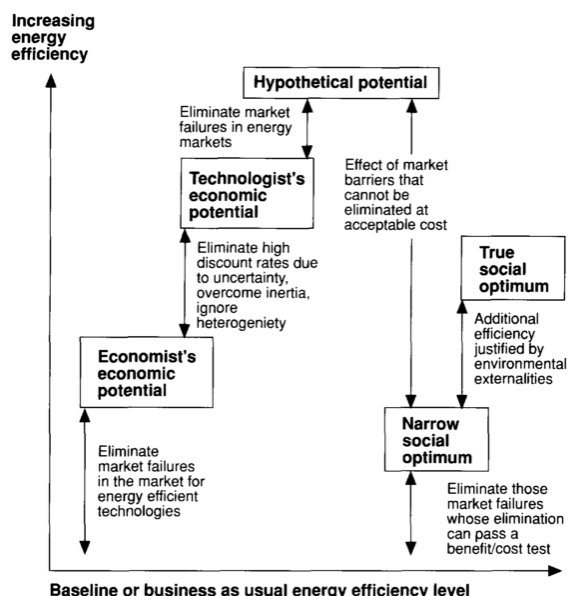 Increasing
energy
efficiency
Hypothetical potential
Eliminate market
failures in energy
markets
Technologist's
economic
potential
Effect of market
barriers that
cannot be
eliminated at
acceptable cost
Eliminate high
discount rates due
to uncertainty,
overcome inertia,
ignore
heterogeniety
True
social
optimum
Additional
efficiency
justified by
environmental
externalities
Economist's
economic
potential
Narrow
social
optimum
Eliminate
market failures
in the market for
energy efficient
technologies
Eliminate those
market failures
whose elimination
can pass a
benefit/cost test
Baseline or business as usual energy efficiency level